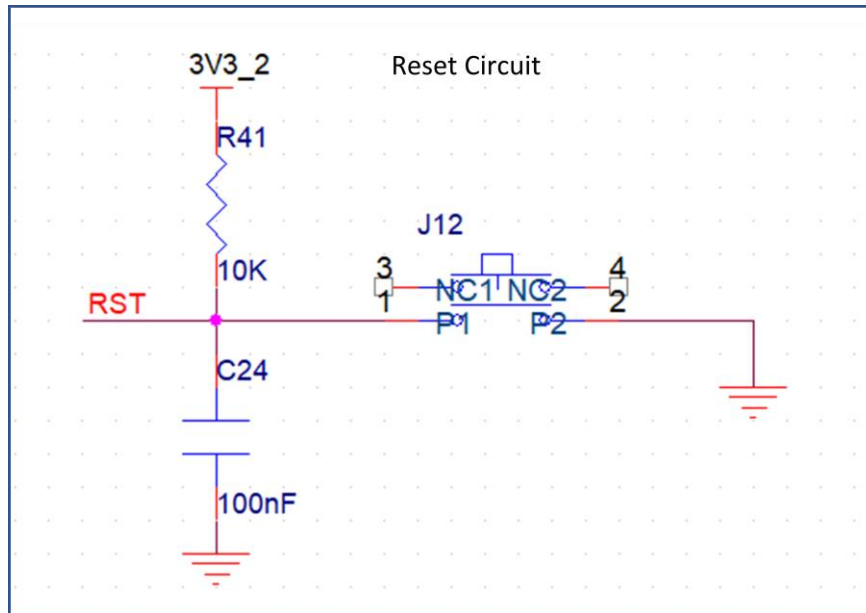 3V3_2
Reset Circuit
R41
J12
10K
3
4
NC1
NC2
RST
1
2
P1
P2
C24
100nF